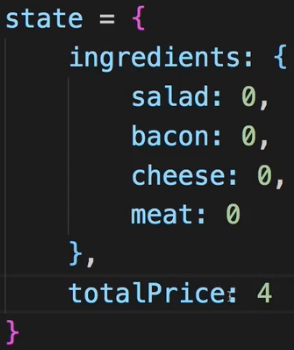 state = {
ingredients: {
salad: 0,
bacon: 0,
cheese: 0,
meat: 0
},
totalPrice: 4
}